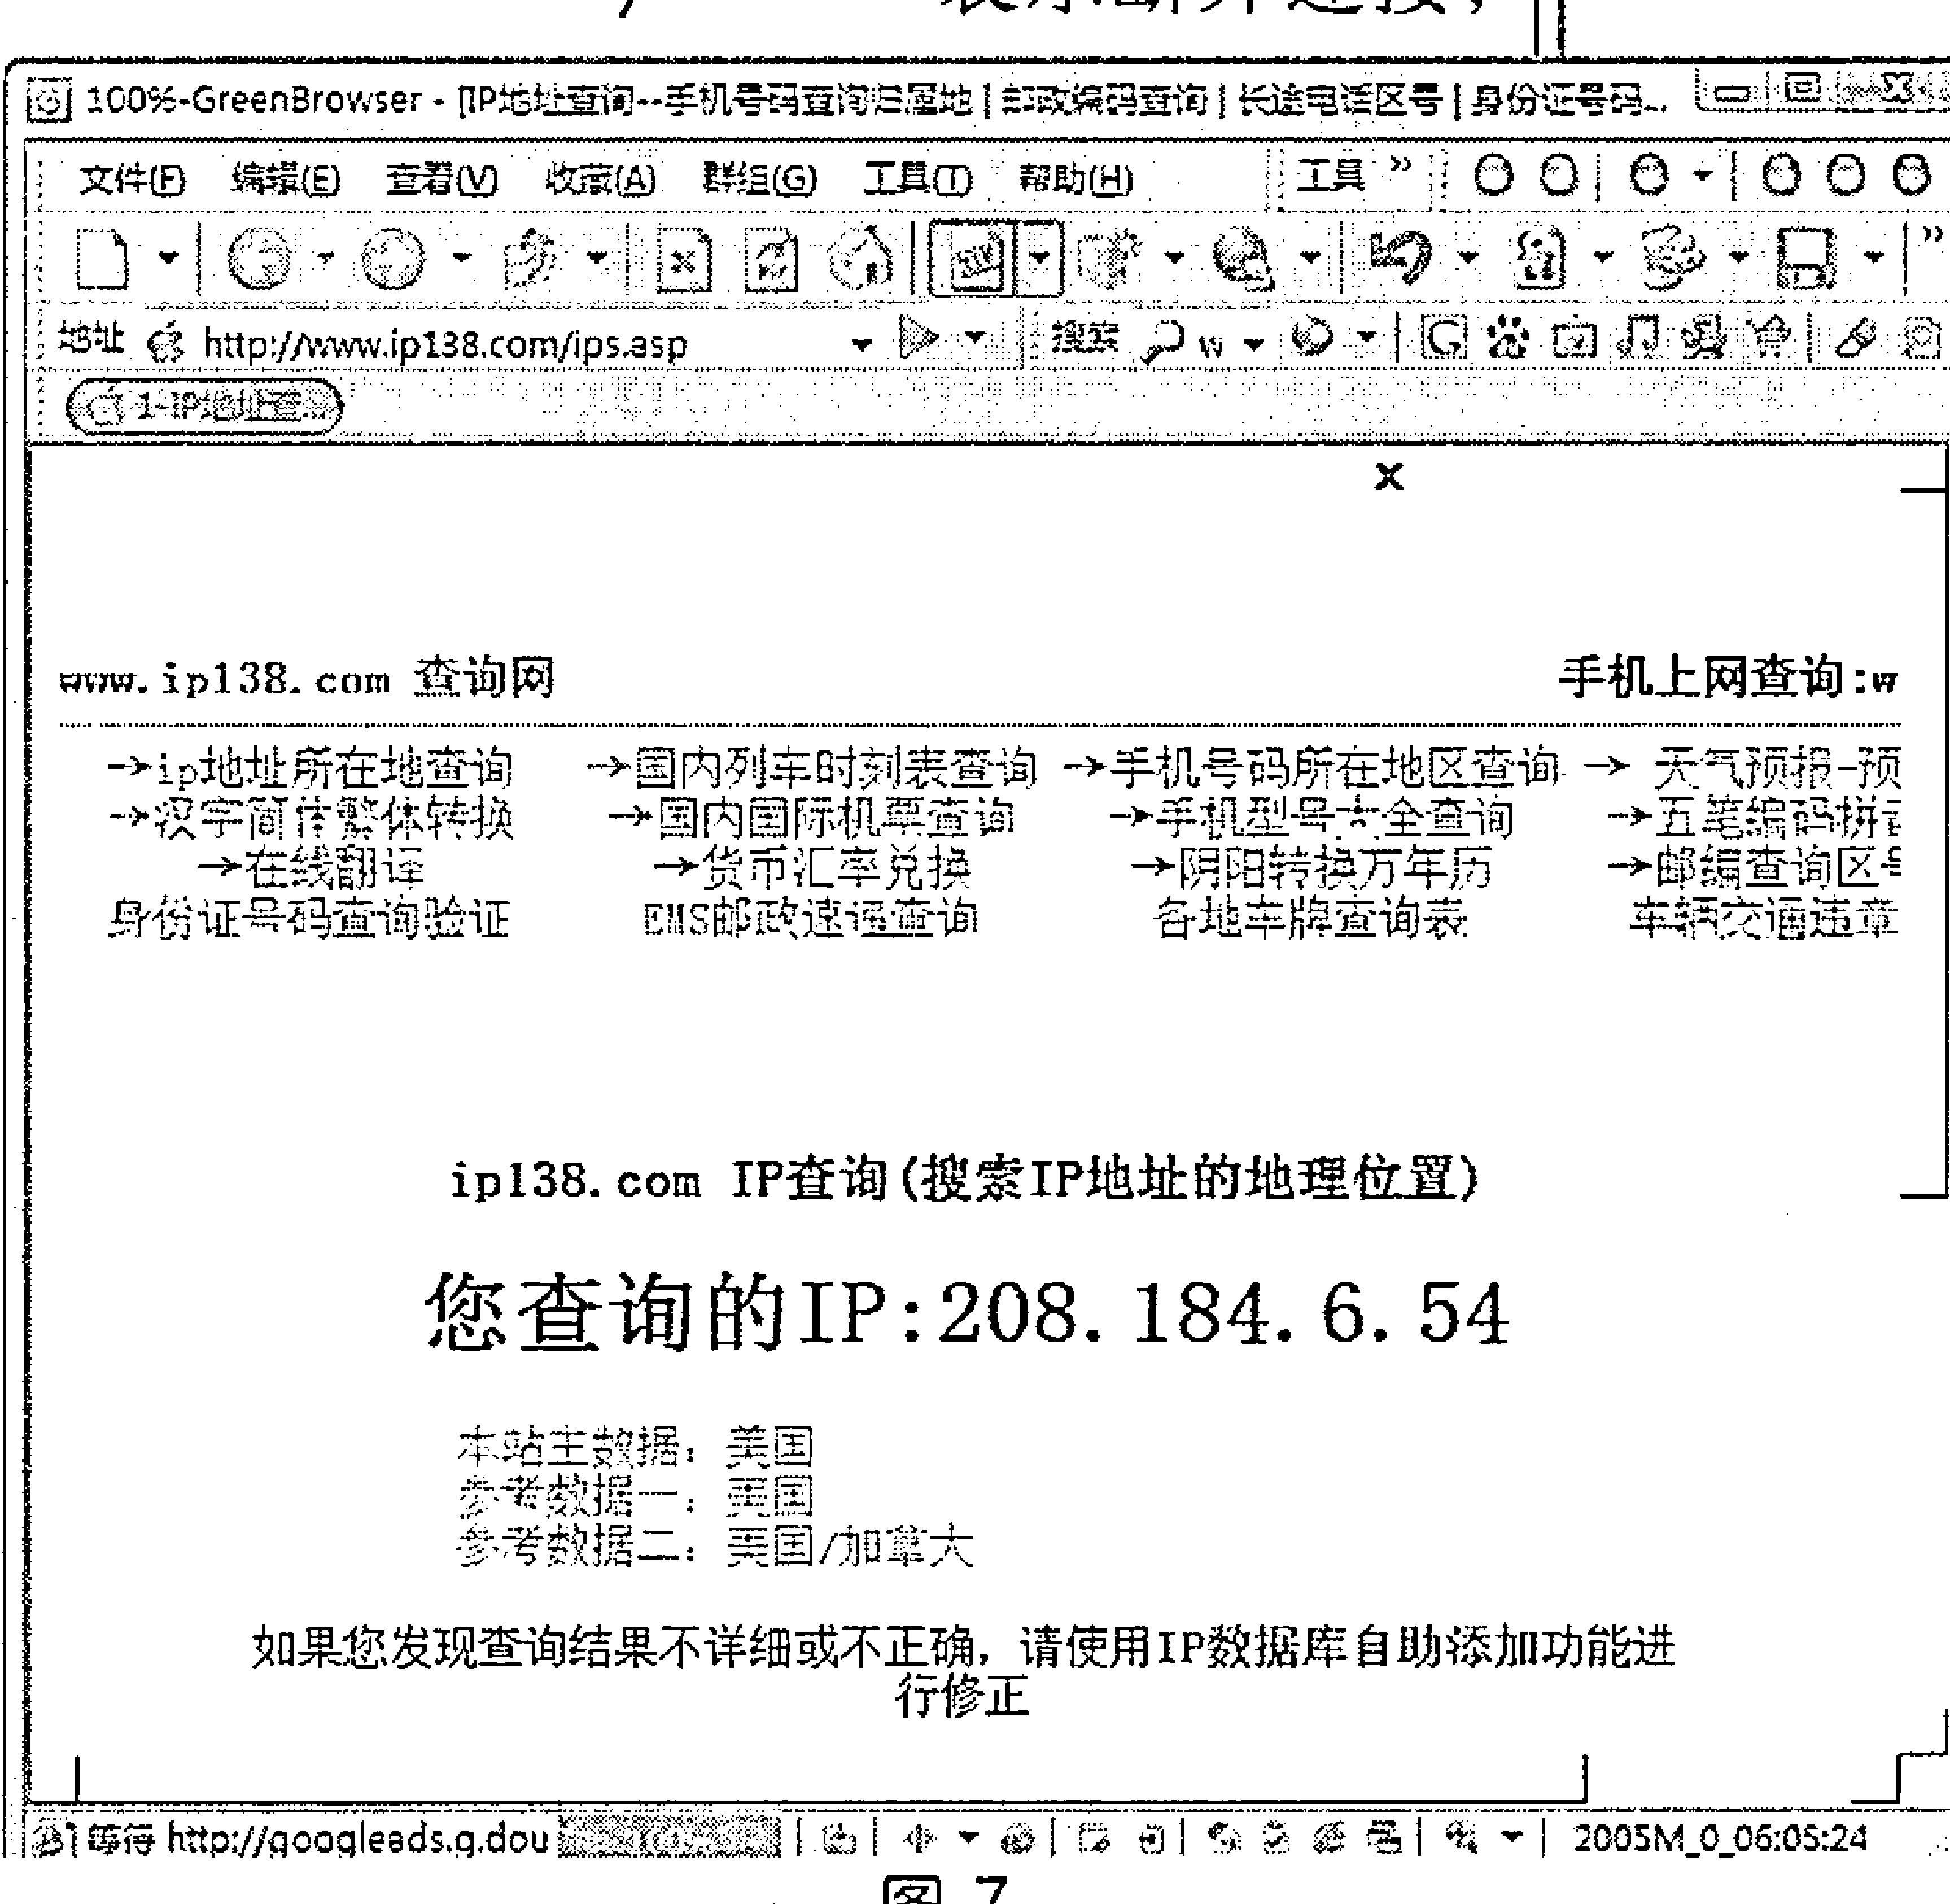 100%-GreenBrowser - [IP地址查询--手机号码查询归属地 | 邮政编码查询 | 长途电话区号 | 身份证号码...
文件(F) 编辑(E) 查看(V) 收藏(A) 群组(G) 工具(T) 帮助(H) 工具 »
地址 http://www.ip138.com/ips.asp 搜索 w
1-IP地址查...
x
www.ip138.com 查询网 手机上网查询:w
→ip地址所在地查询 →国内列车时刻表查询 →手机号码所在地区查询 → 天气预报-预
→汉字简体繁体转换 →国内国际机票查询 →手机型号大全查询 →五笔编码拼
→在线翻译 →货币汇率兑换 →阴阳转换万年历 →邮编查询区
身份证号码查询验证 EMS邮政速递查询 各地车牌查询表 车辆交通违章
ip138.com IP查询(搜索IP地址的地理位置)
您查询的IP:208.184.6.54
本站主数据: 美国
参考数据一: 美国
参考数据二: 美国/加拿大
如果您发现查询结果不详细或不正确, 请使用IP数据库自助添加功能进
行修正
等待 http://googleads.g.dou 2005M_0_06:05:24
图 7